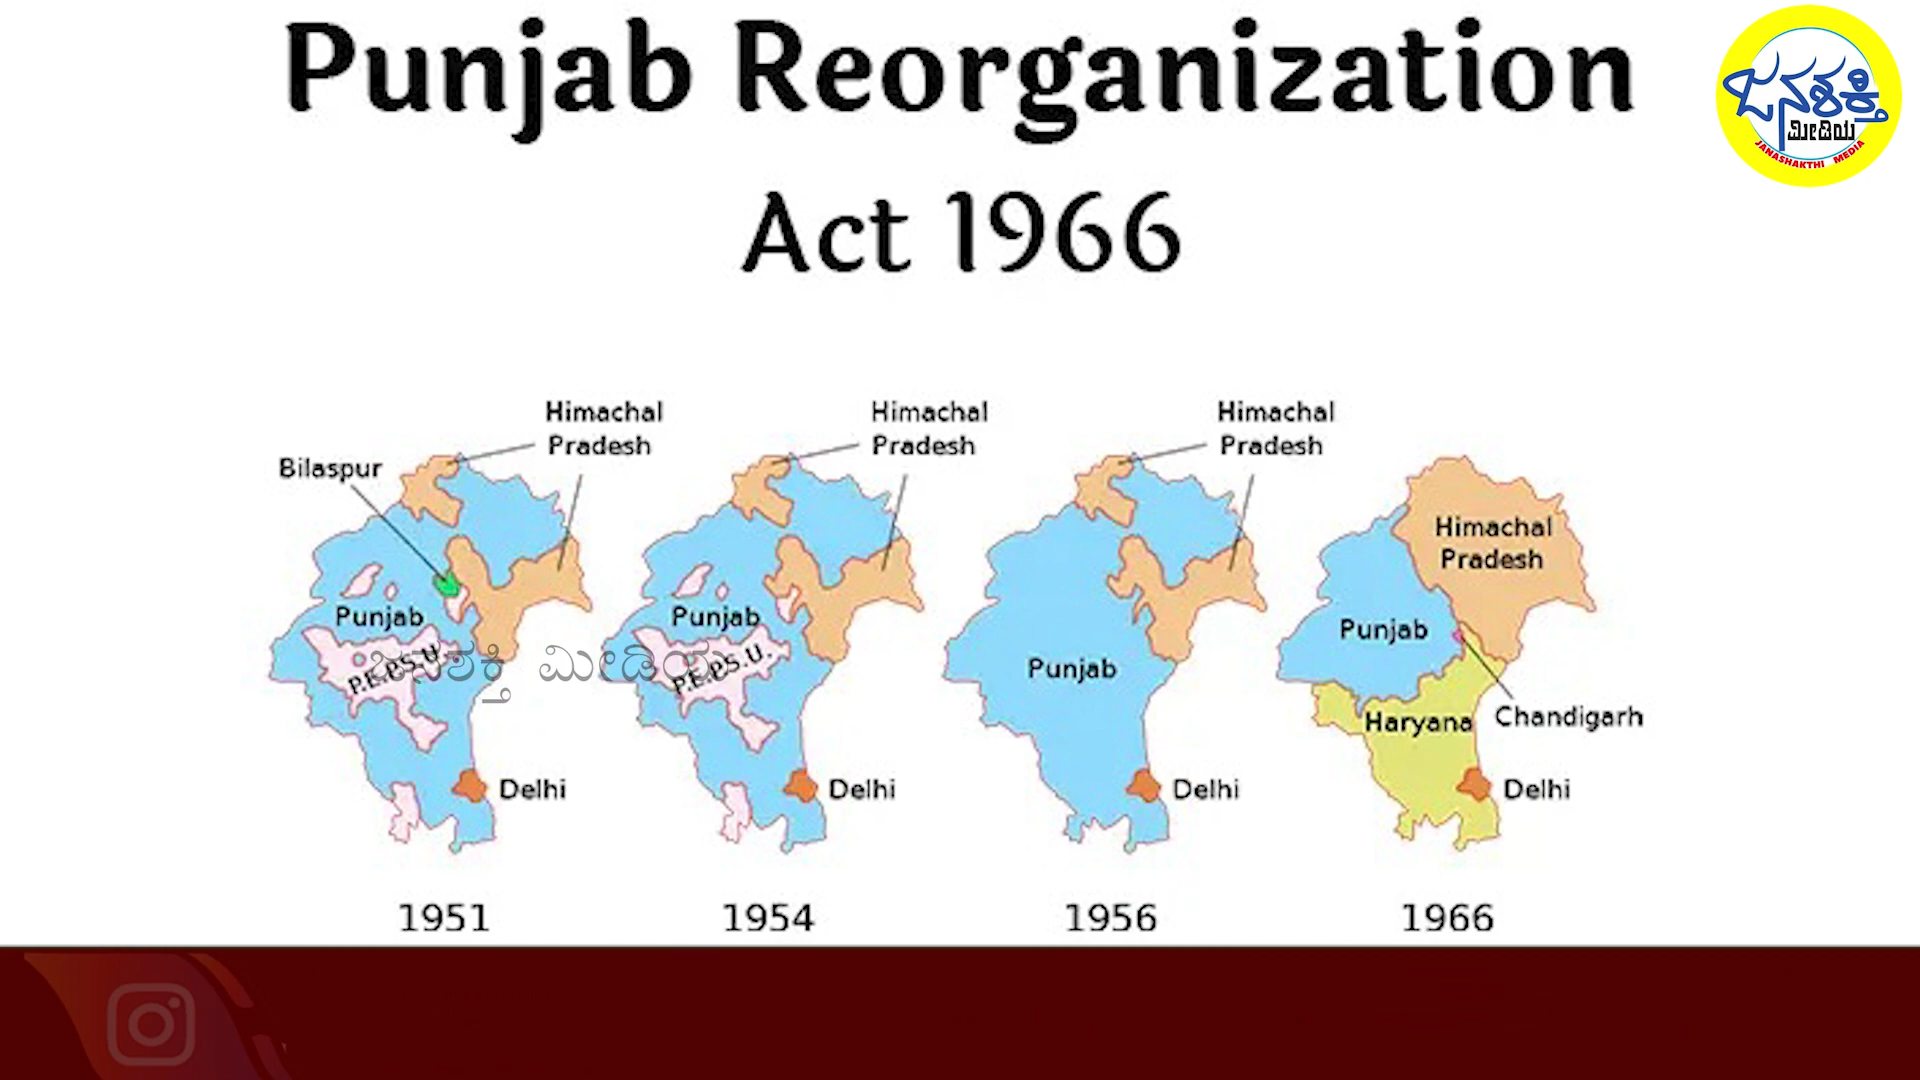 Punjab Reorganization
Act 1966
ಜನಶಕ್ತಿ
ಮೀಡಿಯ
JANASHAKTHI MEDIA
Himachal
Pradesh
Bilaspur
Punjab
P.E.P.S.U.
Delhi
1951
Himachal
Pradesh
Punjab
P.E.P.S.U.
Delhi
1954
Himachal
Pradesh
Punjab
Delhi
1956
Himachal
Pradesh
Punjab
Haryana
Chandigarh
Delhi
1966
ಜನಶಕ್ತಿ ಮೀಡಿಯ